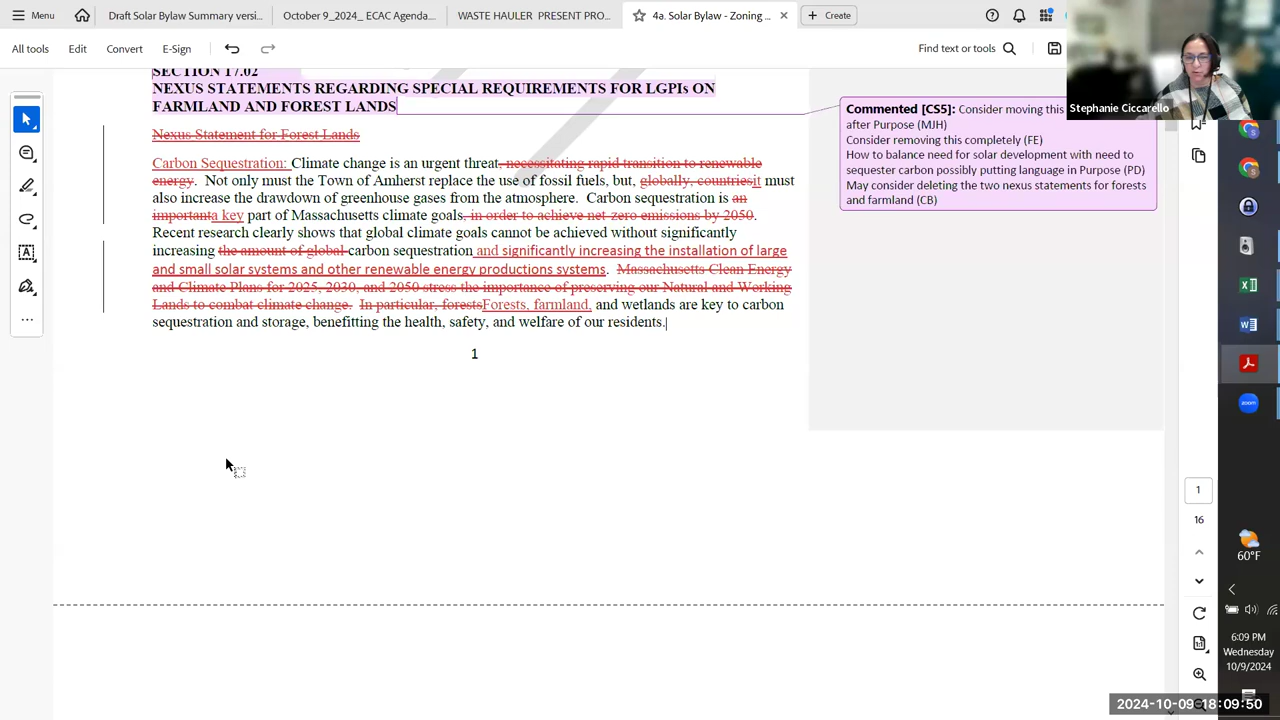 Menu
Draft Solar Bylaw Summary versi...
October 9_2024_ ECAC Agenda...
WASTE HAULER PRESENT PRO...
4a. Solar Bylaw - Zoning ...
Create
All tools
Edit
Convert
E-Sign
Find text or tools
Stephanie Ciccarello
SECTION 17.02
NEXUS STATEMENTS REGARDING SPECIAL REQUIREMENTS FOR LGPIs ON
FARMLAND AND FOREST LANDS
Nexus Statement for Forest Lands
Carbon Sequestration: Climate change is an urgent threat, necessitating rapid transition to renewable
energy. Not only must the Town of Amherst replace the use of fossil fuels, but, globally, countriesit must
also increase the drawdown of greenhouse gases from the atmosphere. Carbon sequestration is an
importanta key part of Massachusetts climate goals, in order to achieve net zero emissions by 2050.
Recent research clearly shows that global climate goals cannot be achieved without significantly
increasing the amount of global carbon sequestration and significantly increasing the installation of large
and small solar systems and other renewable energy productions systems. Massachusetts Clean Energy
and Climate Plans for 2025, 2030, and 2050 stress the importance of preserving our Natural and Working
Lands to combat climate change. In particular, forestsForests, farmland, and wetlands are key to carbon
sequestration and storage, benefitting the health, safety, and welfare of our residents.
1
Commented [CS5]: Consider moving this
after Purpose (MJH)
Consider removing this completely (FE)
How to balance need for solar development with need to
sequester carbon possibly putting language in Purpose (PD)
May consider deleting the two nexus statements for forests
and farmland (CB)
1
16
60°F
6:09 PM
Wednesday
10/9/2024
zoom
2024-10-09 18:09:50